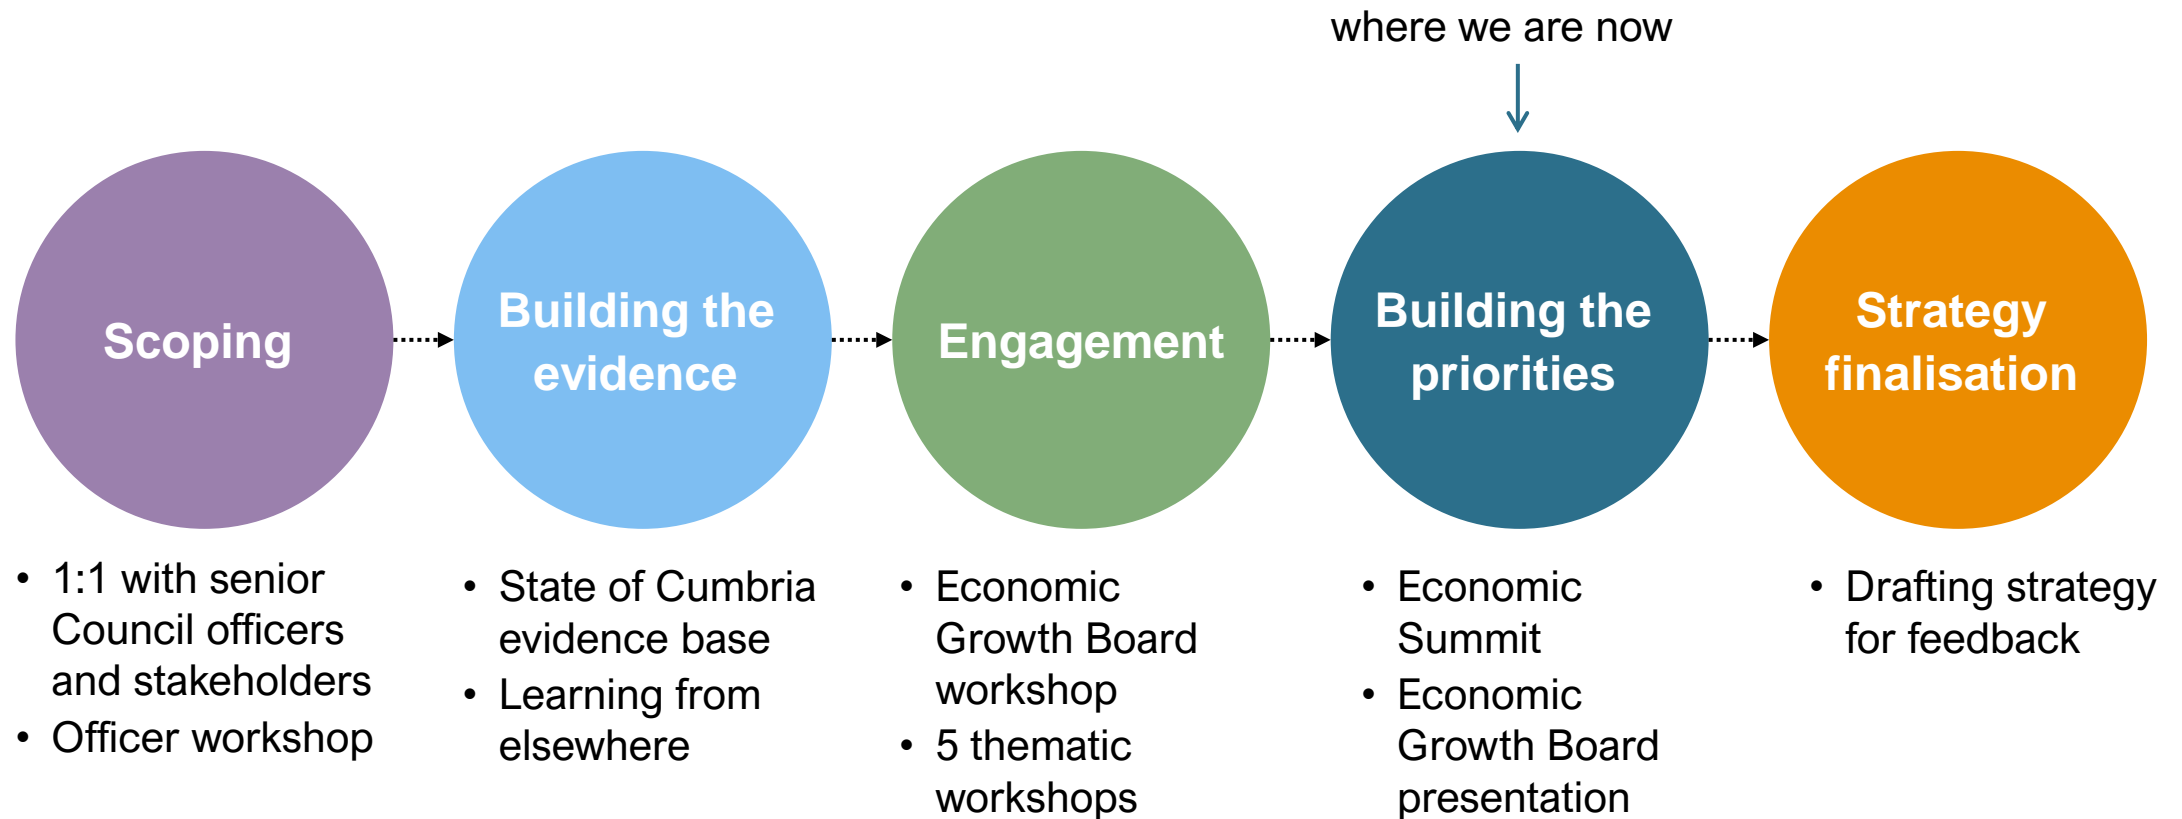 where we are now
Scoping
Building the
evidence
Engagement
Building the
priorities
Strategy
finalisation
• 1:1 with senior
Council officers
and stakeholders
• Officer workshop
• State of Cumbria
evidence base
• Learning from
elsewhere
• Economic
Growth Board
workshop
• 5 thematic
workshops
• Economic
Summit
• Economic
Growth Board
presentation
• Drafting strategy
for feedback